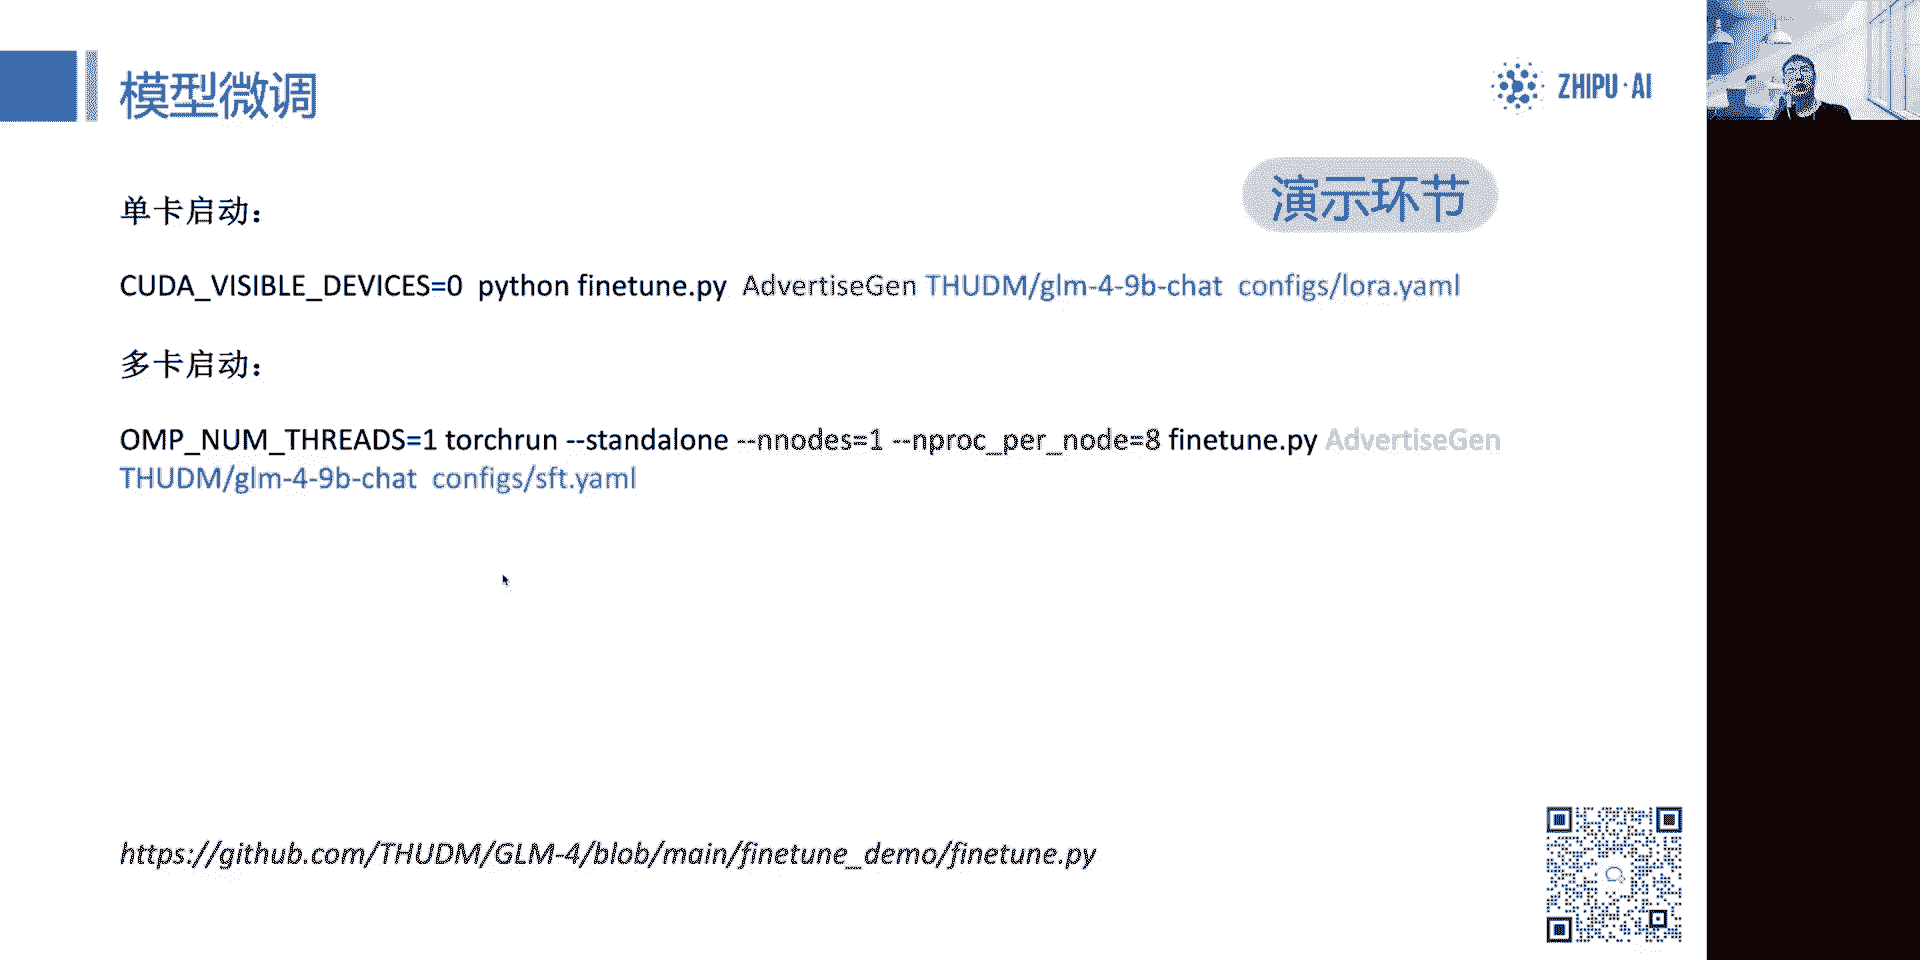 模型微调
ZHIPU·AI
演示环节
单卡启动：
CUDA_VISIBLE_DEVICES=0 python finetune.py AdvertiseGen THUDM/glm-4-9b-chat configs/lora.yaml
多卡启动：
OMP_NUM_THREADS=1 torchrun --standalone --nnodes=1 --nproc_per_node=8 finetune.py AdvertiseGen
THUDM/glm-4-9b-chat configs/sft.yaml
https://github.com/THUDM/GLM-4/blob/main/finetune_demo/finetune.py